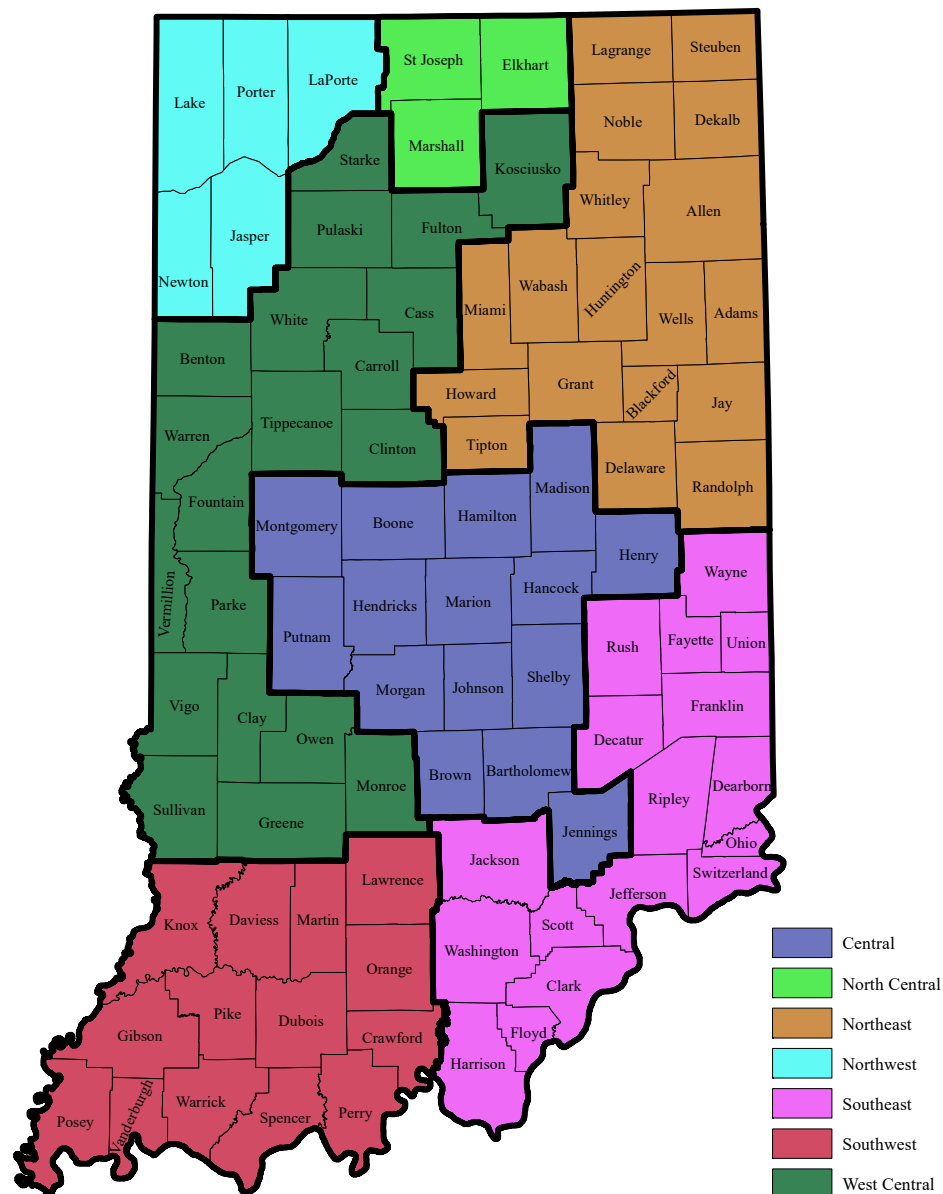 Steuben
Lagrange
St Joseph
Elkhart
LaPorte
Porter
Lake
Noble
Dekalb
Marshall
Starke
Kosciusko
Whitley
Allen
Pulaski
Fulton
Jasper
Newton
Wabash
Huntington
Miami
Cass
White
Wells
Adams
Benton
Carroll
Howard
Grant
Blackford
Jay
Tippecanoe
Warren
Clinton
Tipton
Delaware
Randolph
Madison
Fountain
Montgomery
Boone
Hamilton
Henry
Wayne
Vermillion
Parke
Hendricks
Marion
Hancock
Putnam
Rush
Fayette
Union
Morgan
Johnson
Shelby
Vigo
Clay
Owen
Franklin
Decatur
Brown
Bartholomew
Monroe
Dearborn
Ripley
Sullivan
Greene
Jennings
Ohio
Jackson
Switzerland
Lawrence
Jefferson
Knox
Daviess
Martin
Scott
Washington
Orange
Clark
Pike
Dubois
Gibson
Crawford
Floyd
Harrison
Warrick
Vanderburgh
Posey
Spencer
Perry
Central
North Central
Northeast
Northwest
Southeast
Southwest
West Central